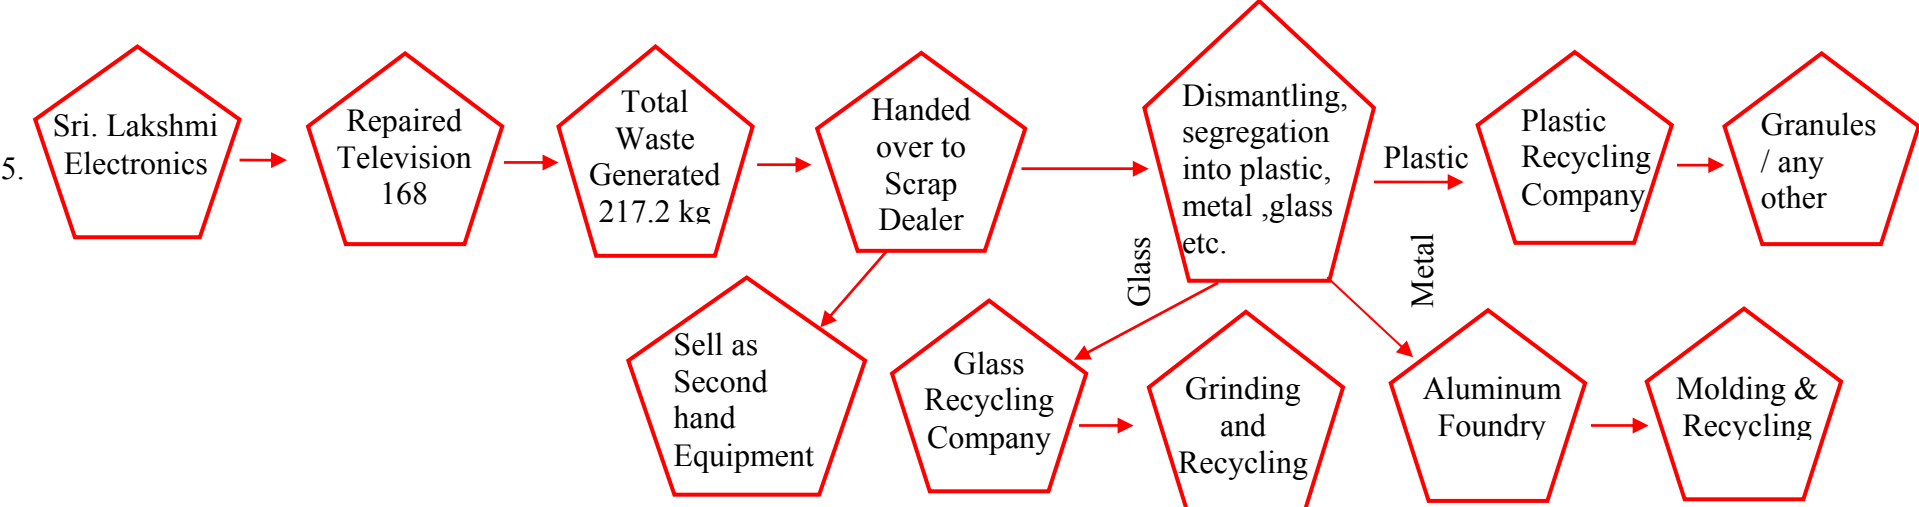 5.
Sri. Lakshmi
Electronics
Repaired
Television
168
Total
Waste
Generated
217.2 kg
Handed
over to
Scrap
Dealer
Dismantling,
segregation
into plastic,
metal ,glass
etc.
Plastic
Plastic
Recycling
Company
Granules
/ any
other
Glass
Metal
Sell as
Second
hand
Equipment
Glass
Recycling
Company
Grinding
and
Recycling
Aluminum
Foundry
Molding &
Recycling